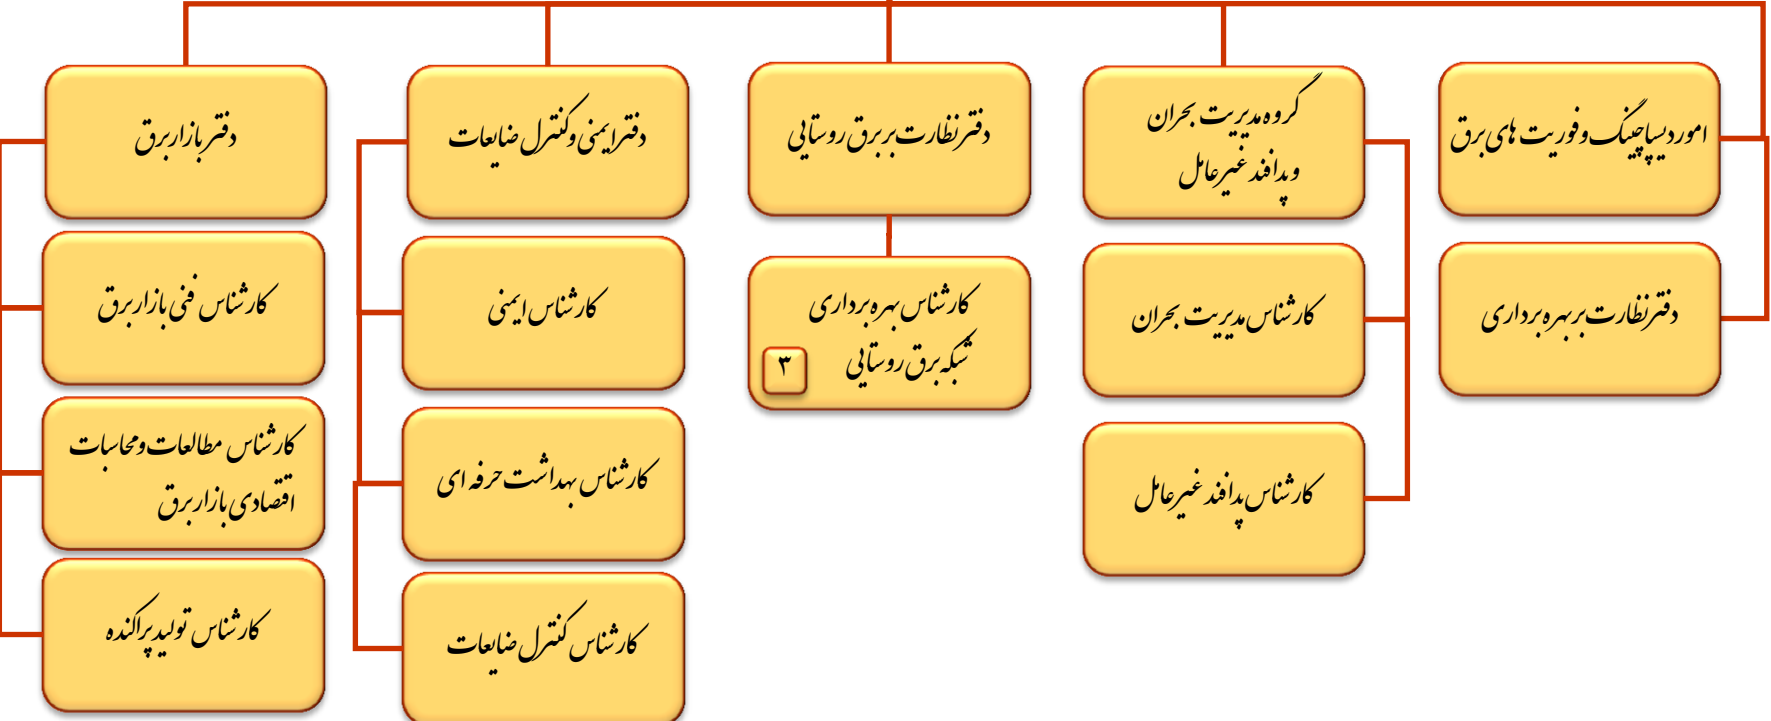 امور دیسپاچینگ و فوریت های برق
دفتر نظارت بر بهره برداری
گروه مدیریت بحران
و پدافند غیرعامل
کارشناس مدیریت بحران
کارشناس پدافند غیرعامل
دفتر نظارت بر برق روستایی
کارشناس بهره برداری
شبکه برق روستایی
۳
دفتر ایمنی و کنترل ضایعات
کارشناس ایمنی
کارشناس بهداشت حرفه ای
کارشناس کنترل ضایعات
دفتر بازار برق
کارشناس فنی بازار برق
کارشناس مطالعات و محاسبات
اقتصادی بازار برق
کارشناس تولید پراکنده